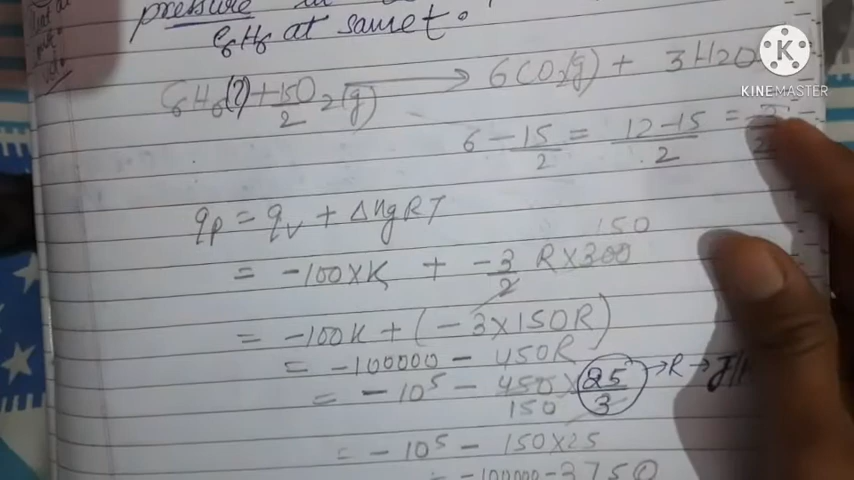 pressure
C6H6 at same t.
C6H6(l) + 15/2 O2(g) → 6CO2(g) + 3H2O
KINEMASTER
6 - 15/2 = 12-15/2 =
qp = qv + ΔngRT
150
= -100×K + -3/2 R×300
= -100K + (-3×150R)
= -100000 - 450R
= -10^5 - 450/150 × 25/3 → R → J/
= -10^5 - 150×25
= -100000-3750